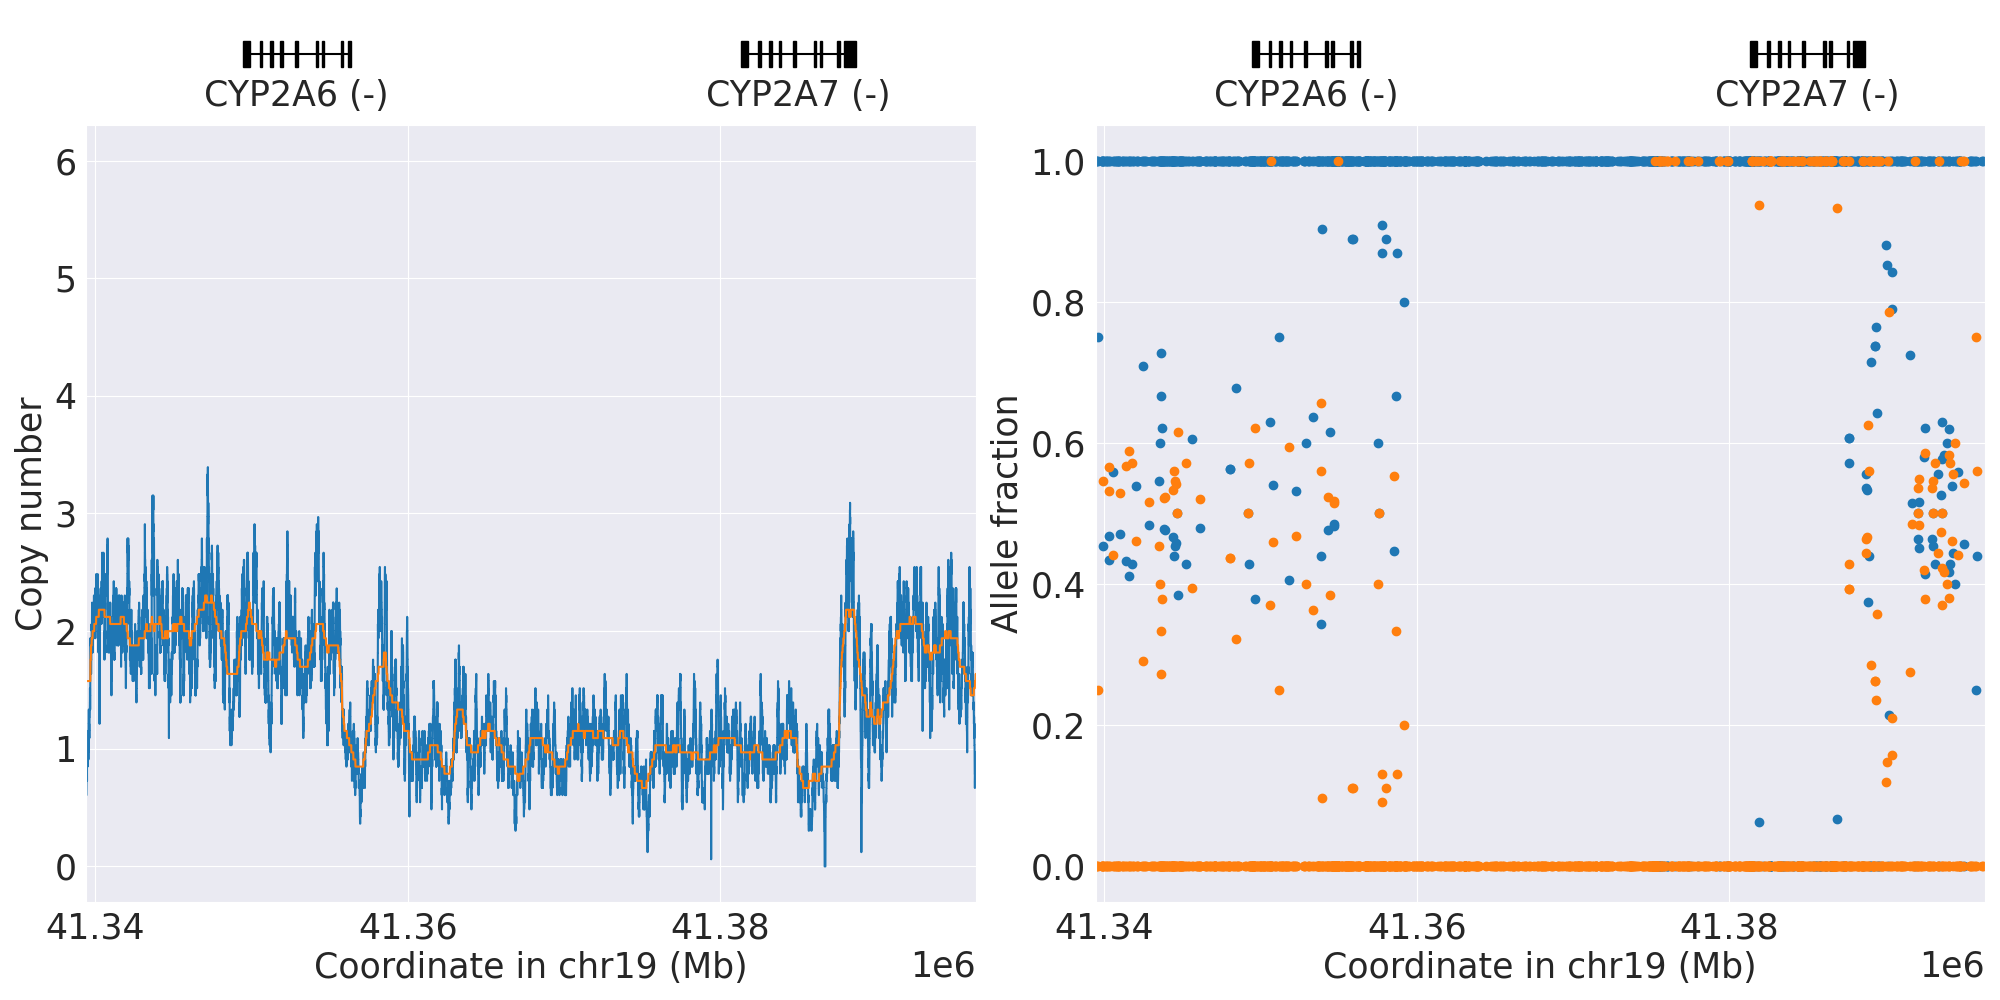 CYP2A6 (-)
CYP2A7 (-)
CYP2A6 (-)
CYP2A7 (-)
Copy number
6
5
4
3
2
1
0
41.34
41.36
41.38
Coordinate in chr19 (Mb)
1e6
Allele fraction
1.0
0.8
0.6
0.4
0.2
0.0
41.34
41.36
41.38
Coordinate in chr19 (Mb)
1e6